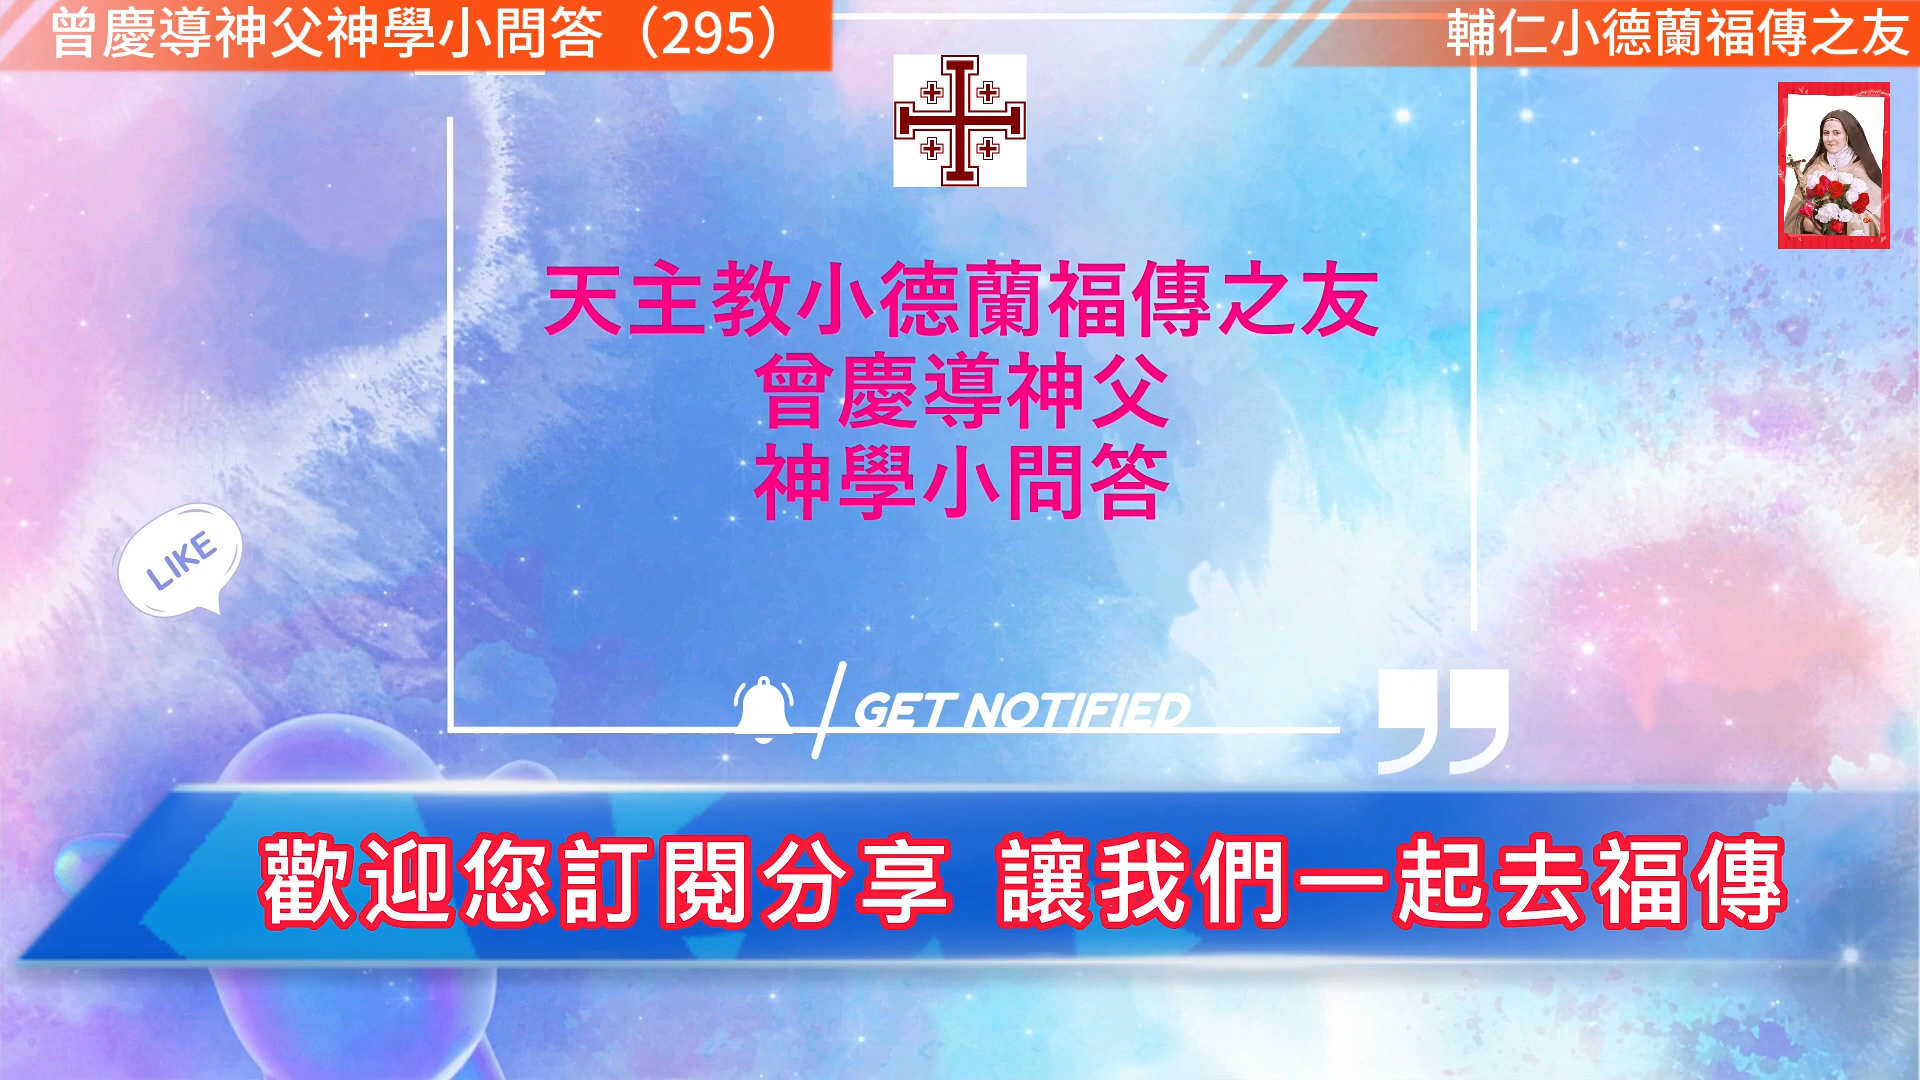 曾慶導神父神學小問答（295）
輔仁小德蘭福傳之友
天主教小德蘭福傳之友
曾慶導神父
神學小問答
LIKE
GET NOTIFIED
歡迎您訂閱分享 讓我們一起去福傳